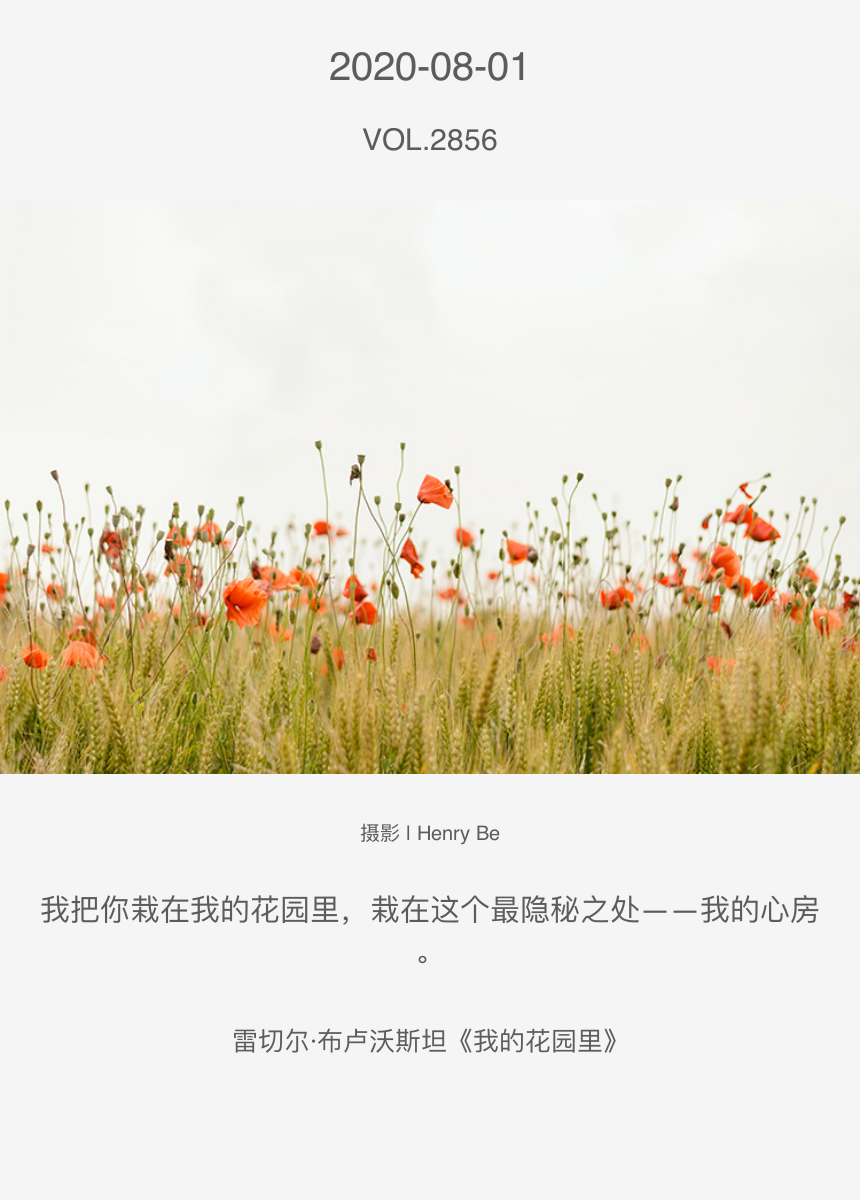 2020-08-01
VOL.2856
摄影 l Henry Be
我把你栽在我的花园里，栽在这个最隐秘之处——我的心房
。
雷切尔·布卢沃斯坦《我的花园里》